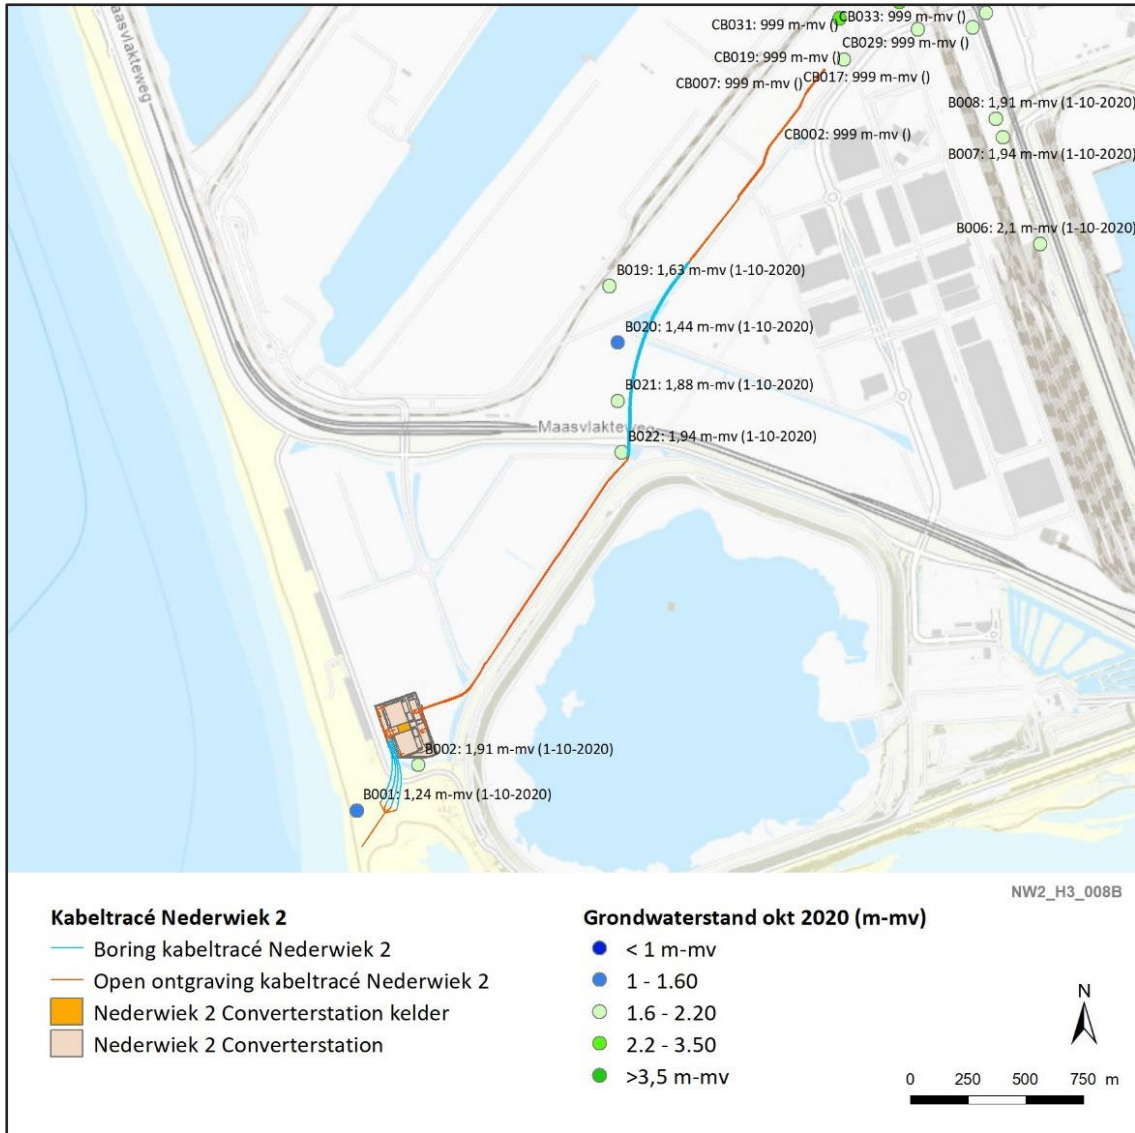 Maasvlakteweg
CB031: 999 m-mv ()
CB033: 999 m-mv ()
CB029: 999 m-mv ()
CB019: 999 m-mv ()
CB017: 999 m-mv ()
CB007: 999 m-mv ()
B008: 1,91 m-mv (1-10-2020)
CB002: 999 m-mv ()
B007: 1,94 m-mv (1-10-2020)
B006: 2,1 m-mv (1-10-2020)
B019: 1,63 m-mv (1-10-2020)
B020: 1,44 m-mv (1-10-2020)
B021: 1,88 m-mv (1-10-2020)
Maasvlakteweg
B022: 1,94 m-mv (1-10-2020)
B002: 1,91 m-mv (1-10-2020)
B001: 1,24 m-mv (1-10-2020)
NW2_H3_008B
Kabeltracé Nederwiek 2
Boring kabeltracé Nederwiek 2
Open ontgraving kabeltracé Nederwiek 2
Nederwiek 2 Converterstation kelder
Nederwiek 2 Converterstation
Grondwaterstand okt 2020 (m-mv)
< 1 m-mv
1 - 1.60
1.6 - 2.20
2.2 - 3.50
>3,5 m-mv
N
0 250 500 750 m